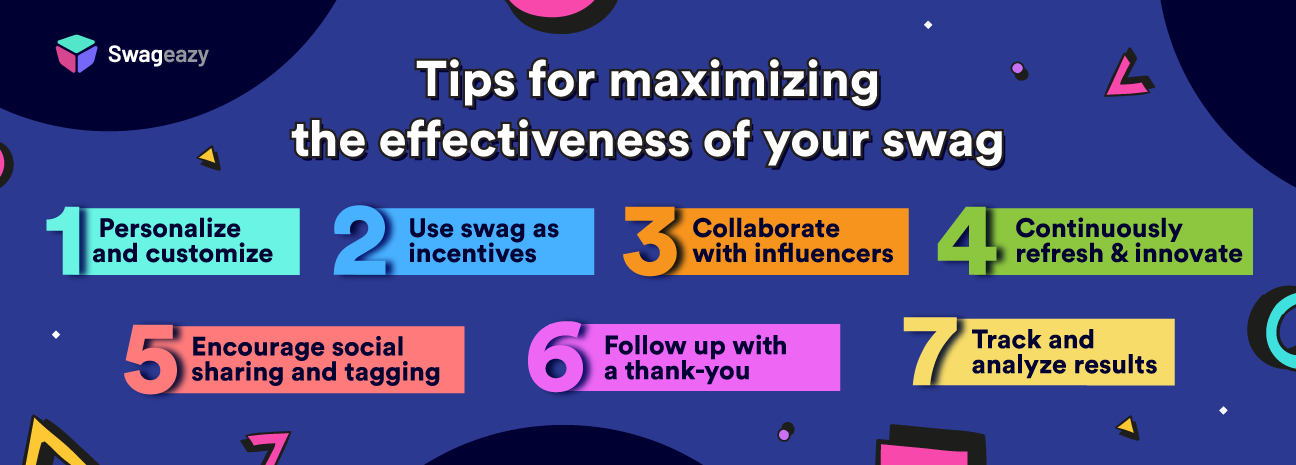 Swageazy
Tips for maximizing
the effectiveness of your swag
1 Personalize
and customize
2 Use swag as
incentives
3 Collaborate
with influencers
4 Continuously
refresh & innovate
5 Encourage social
sharing and tagging
6 Follow up with
a thank-you
7 Track and
analyze results